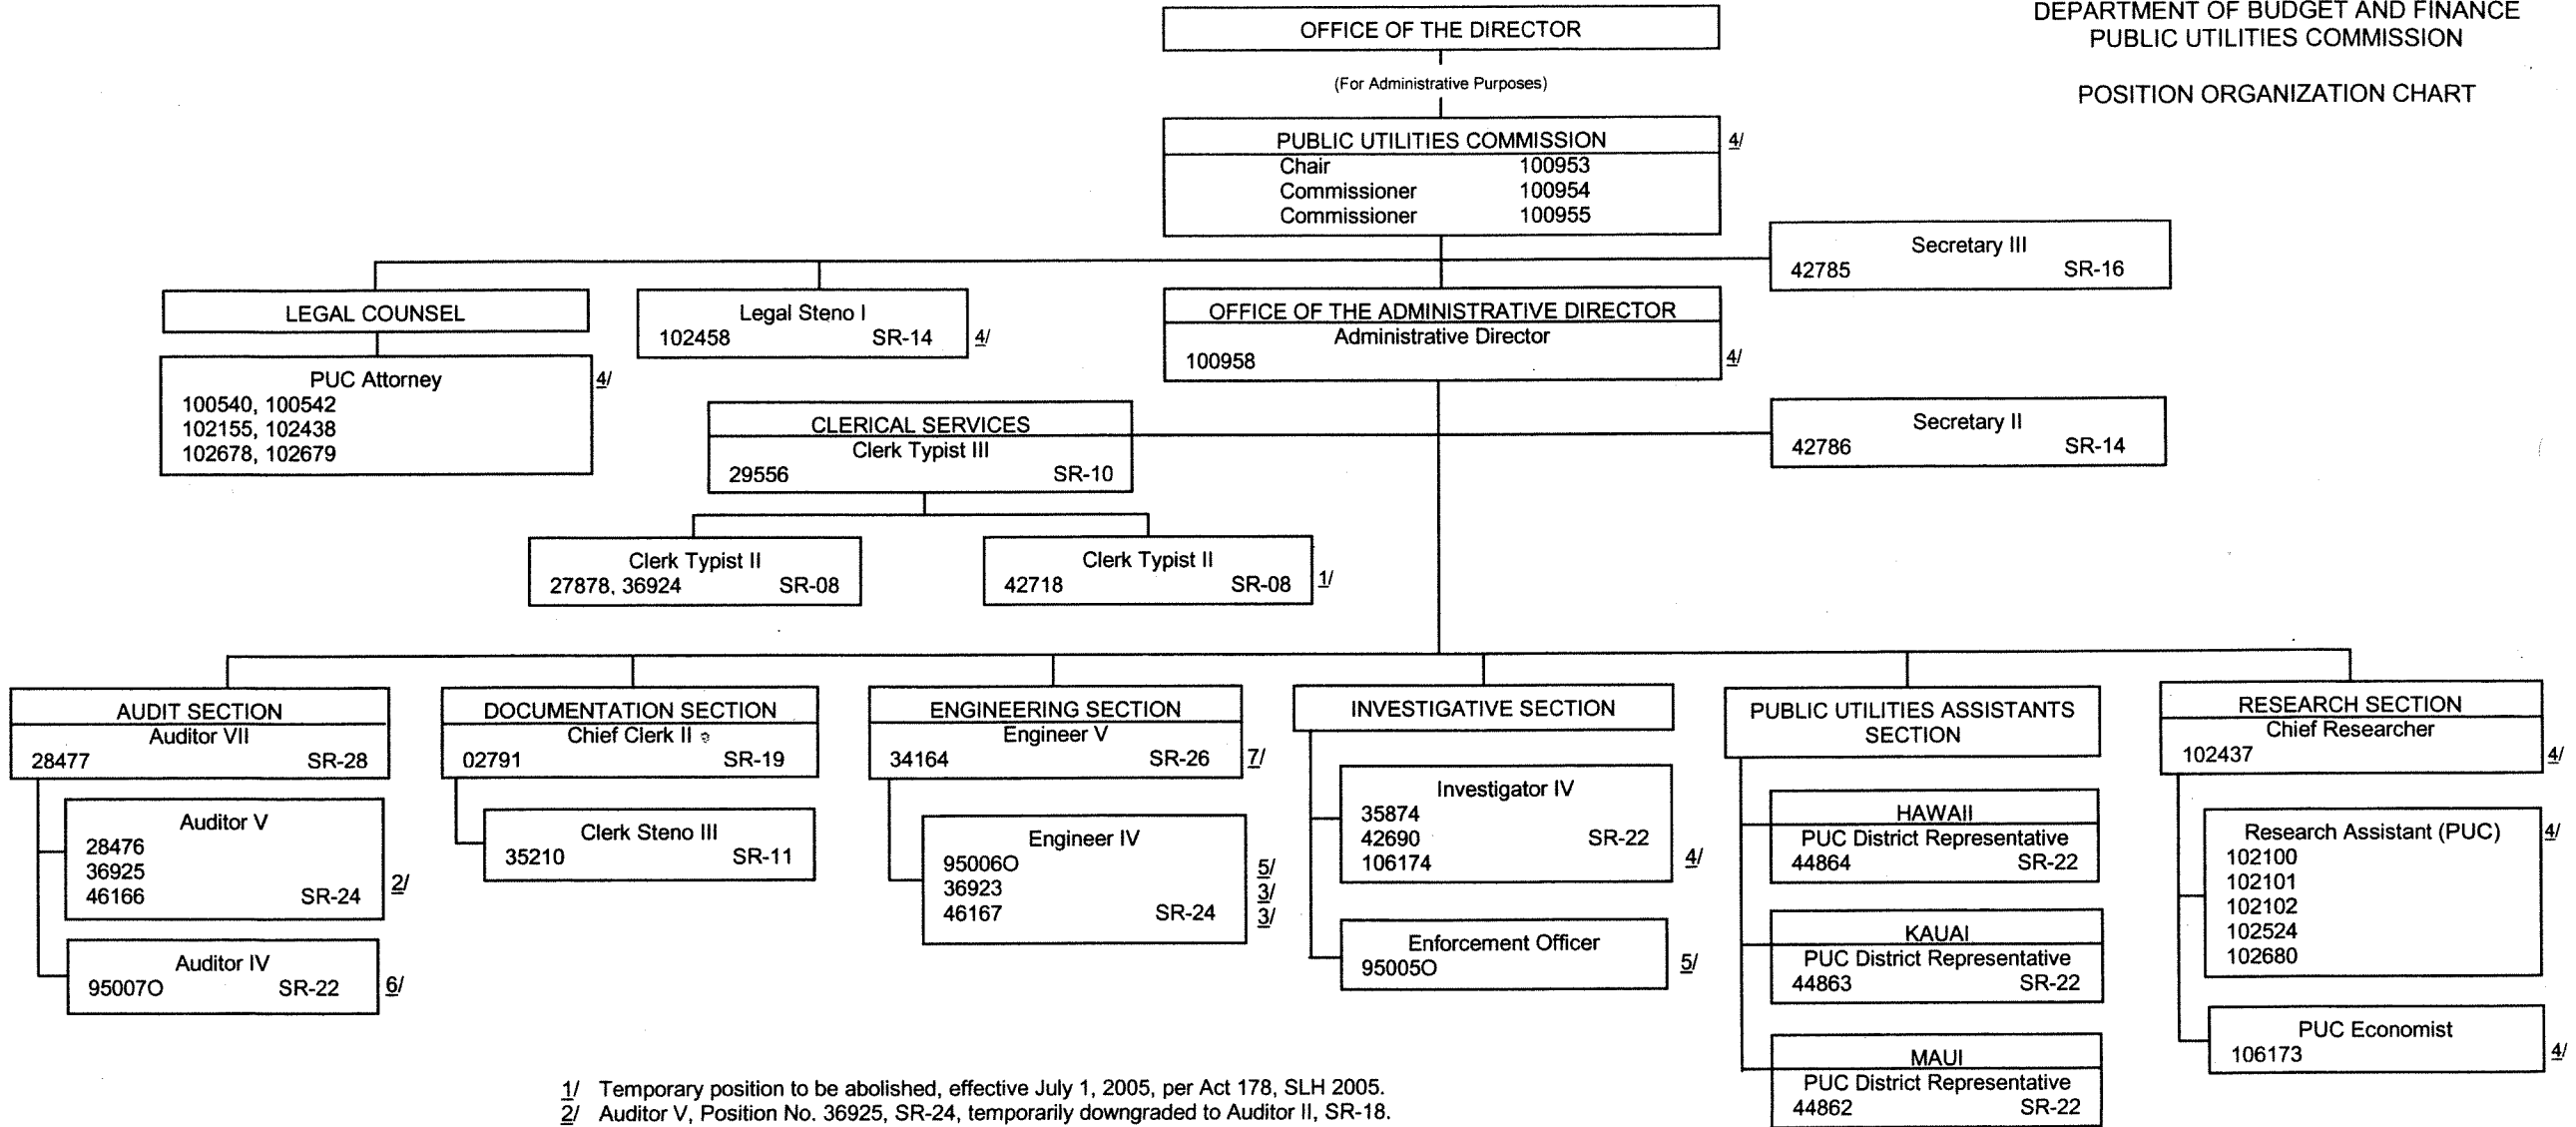 DEPARTMENT OF BUDGET AND FINANCE
PUBLIC UTILITIES COMMISSION
POSITION ORGANIZATION CHART
OFFICE OF THE DIRECTOR
(For Administrative Purposes)
PUBLIC UTILITIES COMMISSION 4/
Chair 100953
Commissioner 100954
Commissioner 100955
Secretary III
42785 SR-16
LEGAL COUNSEL
PUC Attorney 4/
100540, 100542
102155, 102438
102678, 102679
Legal Steno I
102458 SR-14 4/
OFFICE OF THE ADMINISTRATIVE DIRECTOR
Administrative Director
100958 4/
CLERICAL SERVICES
Clerk Typist III
29556 SR-10
Secretary II
42786 SR-14
Clerk Typist II
27878, 36924 SR-08
Clerk Typist II
42718 SR-08 1/
AUDIT SECTION
Auditor VII
28477 SR-28
Auditor V
28476
36925
46166 SR-24 2/
Auditor IV
95007O SR-22 6/
DOCUMENTATION SECTION
Chief Clerk II
02791 SR-19
Clerk Steno III
35210 SR-11
ENGINEERING SECTION
Engineer V
34164 SR-26 7/
Engineer IV
95006O 5/
36923 3/
46167 SR-24 3/
INVESTIGATIVE SECTION
Investigator IV
35874
42690 SR-22
106174 4/
Enforcement Officer
95005O 5/
PUBLIC UTILITIES ASSISTANTS
SECTION
HAWAII
PUC District Representative
44864 SR-22
KAUAI
PUC District Representative
44863 SR-22
MAUI
PUC District Representative
44862 SR-22
RESEARCH SECTION
Chief Researcher
102437 4/
Research Assistant (PUC) 4/
102100
102101
102102
102524
102680
PUC Economist
106173 4/
1/ Temporary position to be abolished, effective July 1, 2005, per Act 178, SLH 2005.
2/ Auditor V, Position No. 36925, SR-24, temporarily downgraded to Auditor II, SR-18.